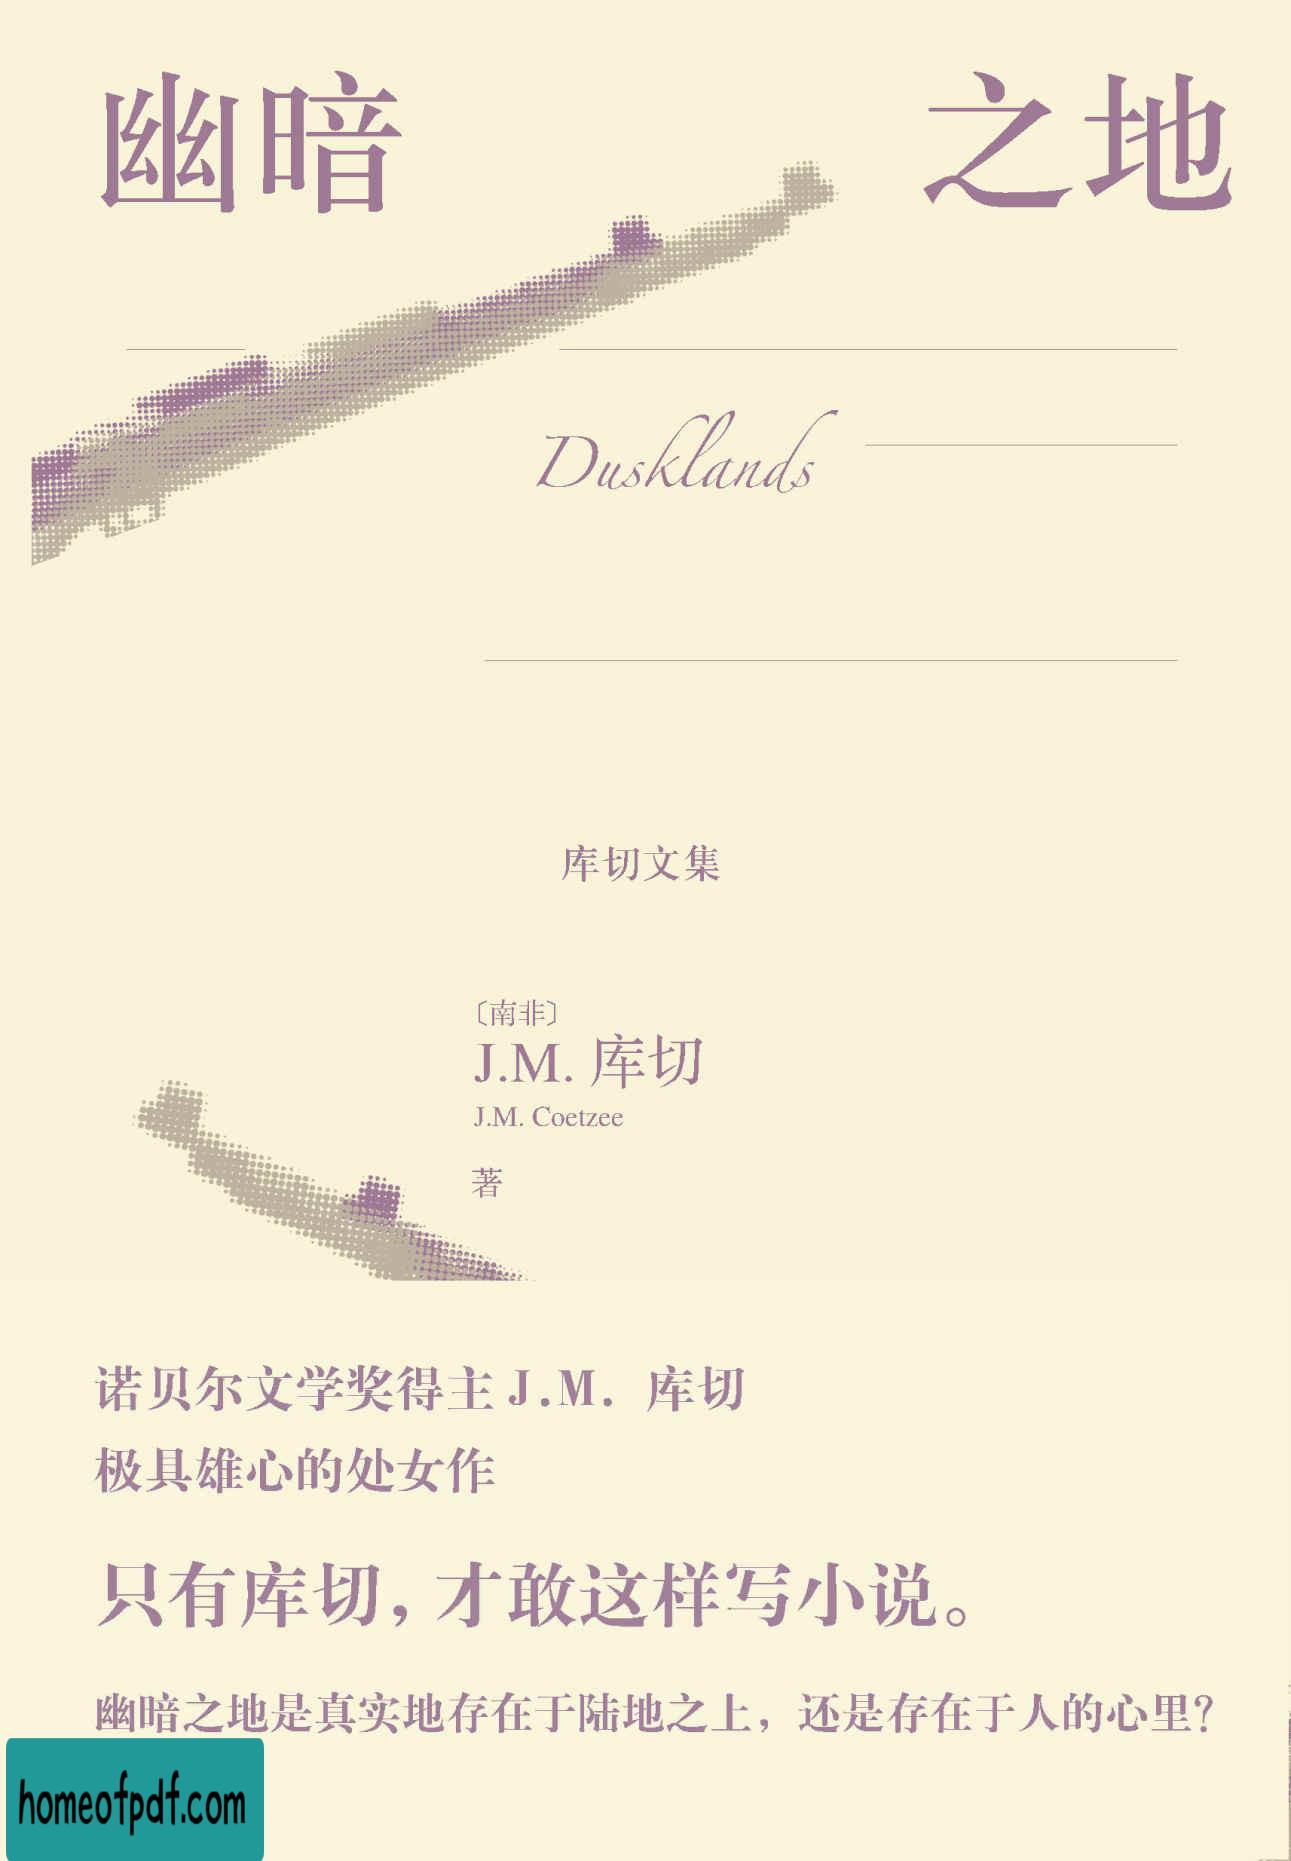 幽暗之地
Dusklands
库切文集
〔南非〕
J.M. 库切
J.M. Coetzee
著
诺贝尔文学奖得主 J.M. 库切
极具雄心的处女作
只有库切，才敢这样写小说。
幽暗之地是真实地存在于陆地之上，还是存在于人的心里？
homeofpdf.com